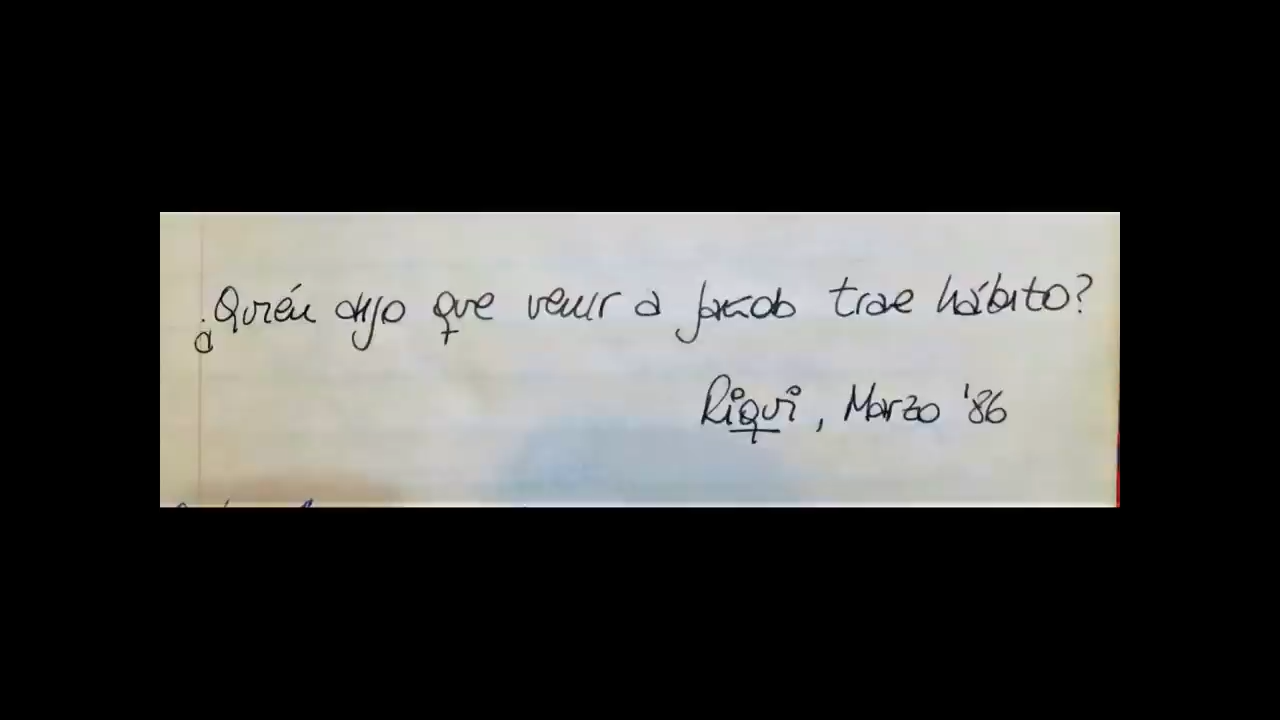 ¿Quién dijo que venir a Jacob trae hábito?
Riqui, Marzo '86